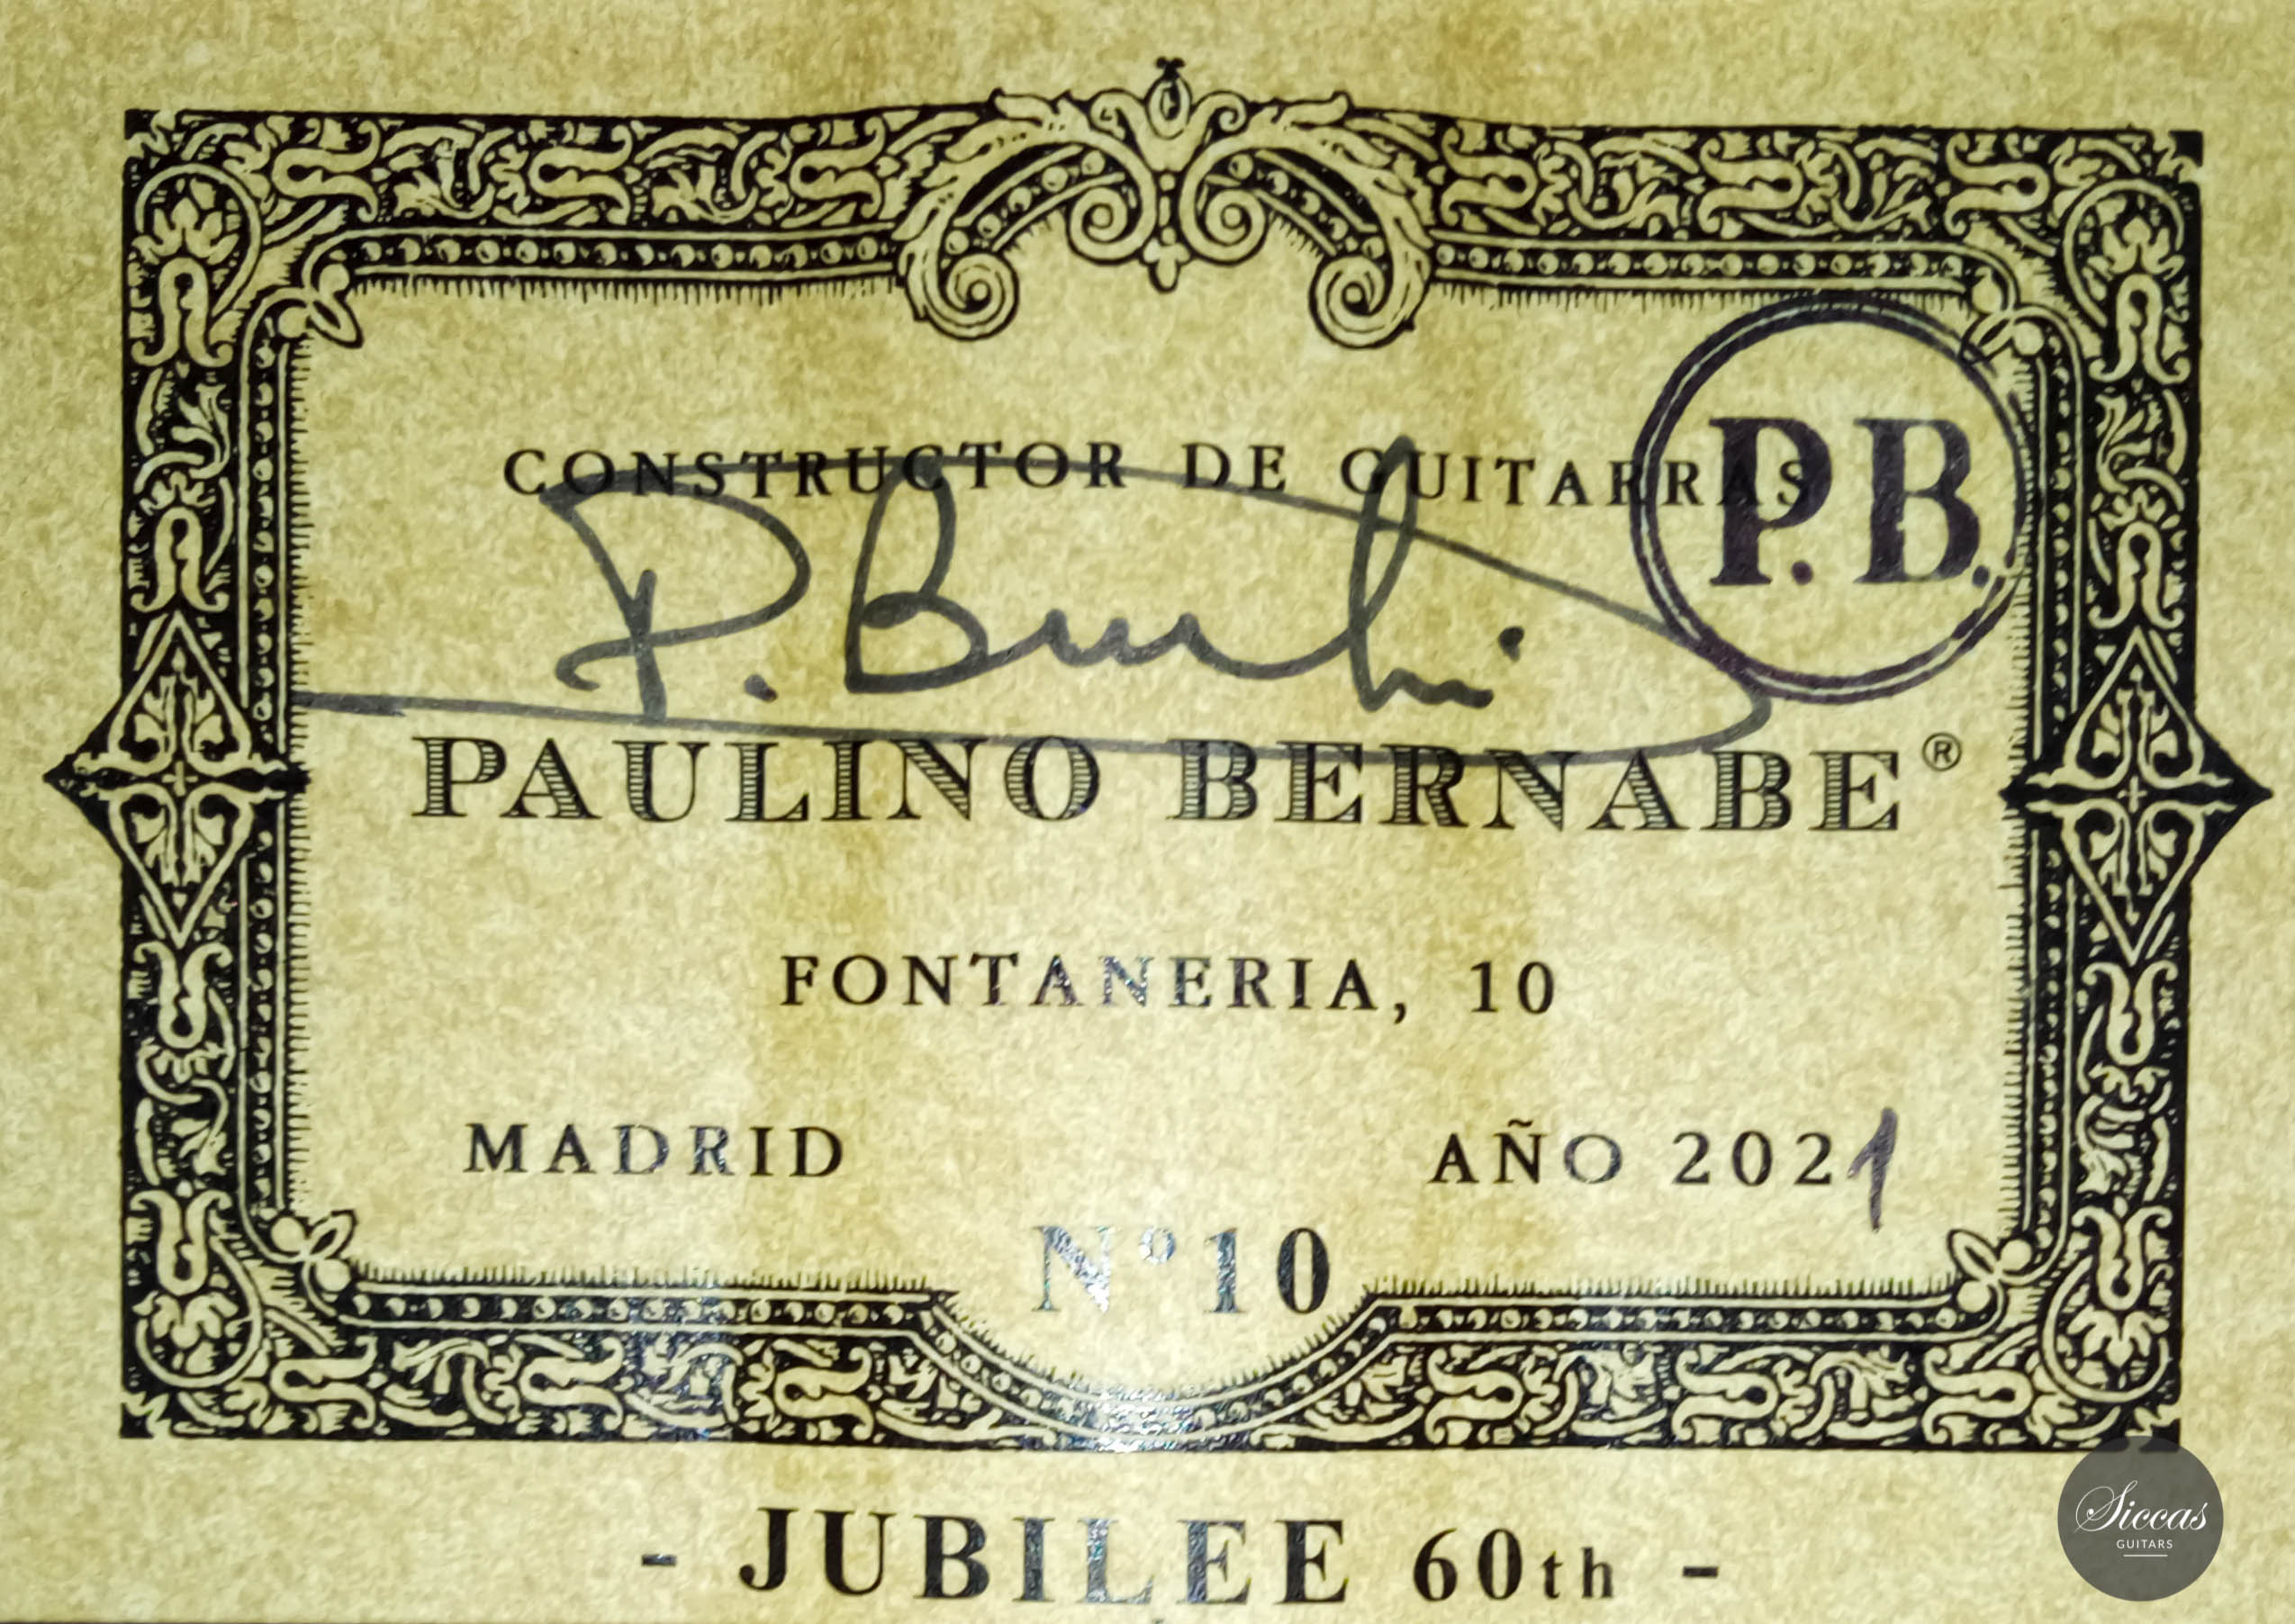 CONSTRUCTOR DE GUITARRAS
P.B.
PAULINO BERNABE®
FONTANERIA, 10
MADRID AÑO 2021
Nº10
- JUBILEE 60th -
Siccas
GUITARS